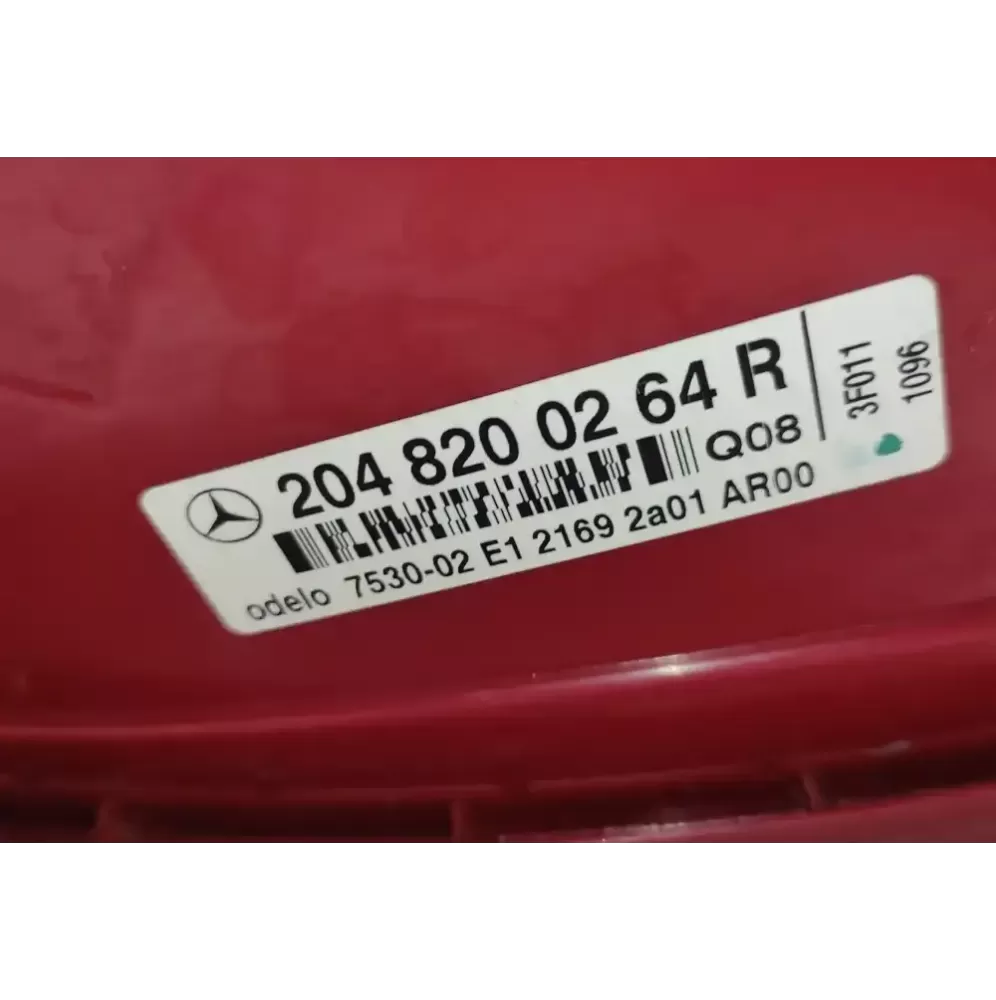 204 820 02 64 R
Q08
odelo 7530-02 E1 2169 2a01 AR00
3F011
1096